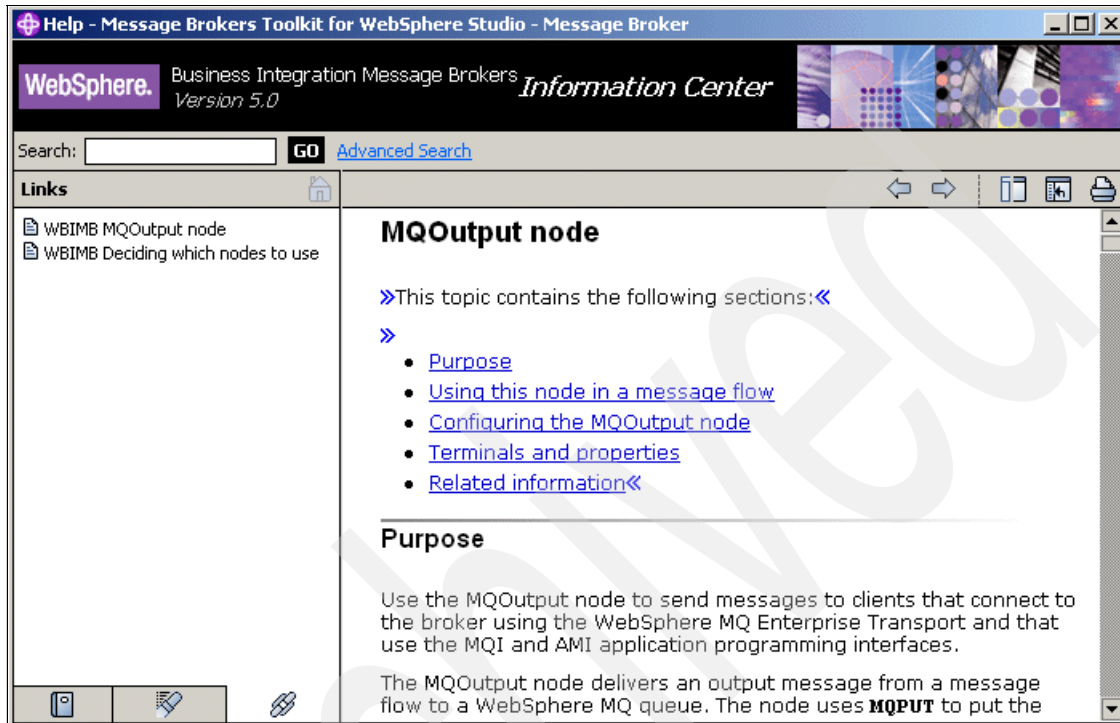 Help - Message Brokers Toolkit for WebSphere Studio - Message Broker
WebSphere.
Business Integration Message Brokers
Version 5.0
Information Center
Search:
GO
Advanced Search
Links
WBIMB MQOutput node
WBIMB Deciding which nodes to use
MQOutput node
»This topic contains the following sections:«
»
• Purpose
• Using this node in a message flow
• Configuring the MQOutput node
• Terminals and properties
• Related information«
Purpose
Use the MQOutput node to send messages to clients that connect to
the broker using the WebSphere MQ Enterprise Transport and that
use the MQI and AMI application programming interfaces.
The MQOutput node delivers an output message from a message
flow to a WebSphere MQ queue. The node uses MQPUT to put the